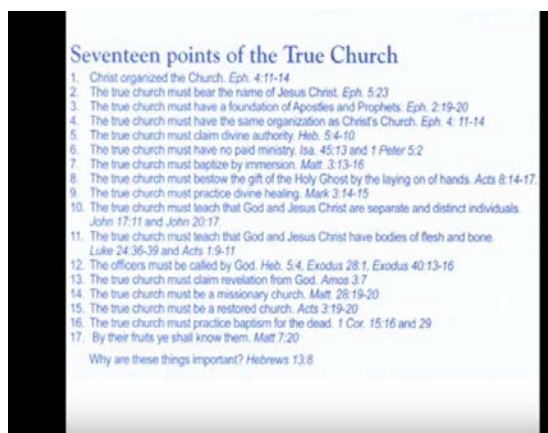 Seventeen points of the True Church
1. Christ organized the Church. Eph. 4:11-14
2. The true church must bear the name of Jesus Christ. Eph. 5:23
3. The true church must have a foundation of Apostles and Prophets. Eph. 2:19-20
4. The true church must have the same organization as Christ's Church. Eph. 4: 11-14
5. The true church must claim divine authority. Heb. 5:4-10
6. The true church must have no paid ministry. Isa. 45:13 and 1 Peter 5:2
7. The true church must baptize by immersion. Matt. 3:13-16
8. The true church must bestow the gift of the Holy Ghost by the laying on of hands. Acts 8:14-17.
9. The true church must practice divine healing. Mark 3:14-15
10. The true church must teach that God and Jesus Christ are separate and distinct individuals.
John 17:11 and John 20:17.
11. The true church must teach that God and Jesus Christ have bodies of flesh and bone.
Luke 24:36-39 and Acts 1:9-11
12. The officers must be called by God. Heb. 5:4, Exodus 28:1, Exodus 40:13-16
13. The true church must claim revelation from God. Amos 3:7
14. The true church must be a missionary church. Matt. 28:19-20
15. The true church must be a restored church. Acts 3:19-20
16. The true church must practice baptism for the dead. 1 Cor. 15:16 and 29
17. By their fruits ye shall know them. Matt 7:20
Why are these things important? Hebrews 13:8